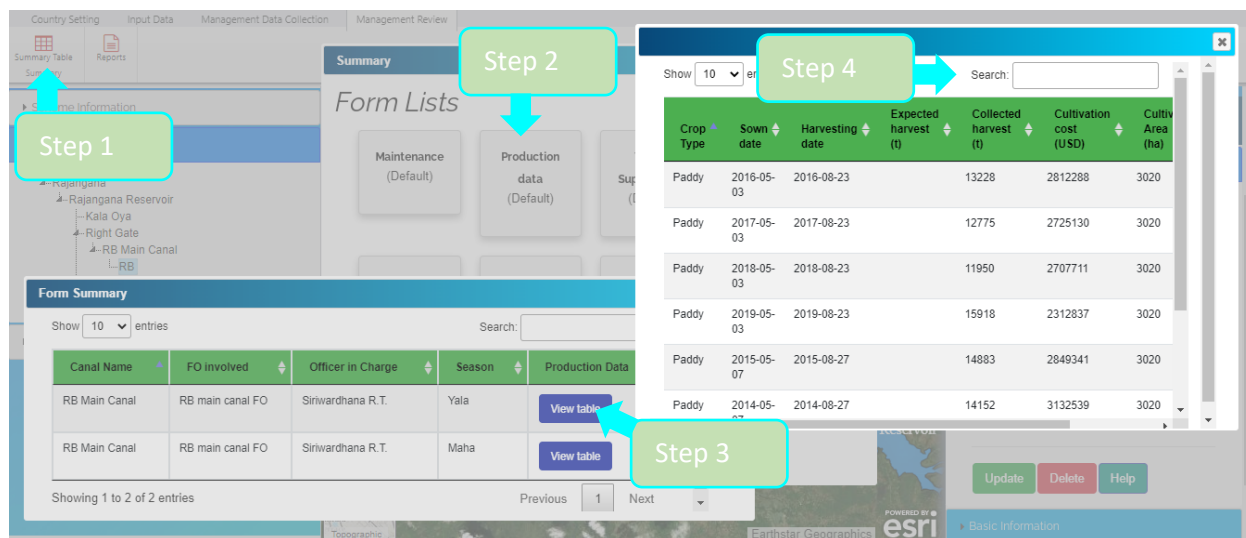 Country Setting Input Data Management Data Collection Management Review
Summary Table Reports
Summary
Step 1
Rajangana
Rajangana Reservoir
Kala Oya
Right Gate
RB Main Canal
RB
Summary
Step 2
Form Lists
Maintenance
(Default)
Production
data
(Default)
Form Summary
Show 10 entries Search:
Canal Name FO involved Officer in Charge Season Production Data
RB Main Canal RB main canal FO Siriwardhana R.T. Yala View table
RB Main Canal RB main canal FO Siriwardhana R.T. Maha View table
Showing 1 to 2 of 2 entries Previous 1 Next
Step 3
Step 4
Show 10 Search:
Crop Type Sown date Harvesting date Expected harvest (t) Collected harvest (t) Cultivation cost (USD) Area (ha)
Paddy 2016-05-03 2016-08-23 13228 2812288 3020
Paddy 2017-05-03 2017-08-23 12775 2725130 3020
Paddy 2018-05-03 2018-08-23 11950 2707711 3020
Paddy 2019-05-03 2019-08-23 15918 2312837 3020
Paddy 2015-05-07 2015-08-27 14883 2849341 3020
Paddy 2014-05- 2014-08-27 14152 3132539 3020
Update Delete Help
Basic Information
POWERED BY
esri
Earthstar Geographics
Topographic